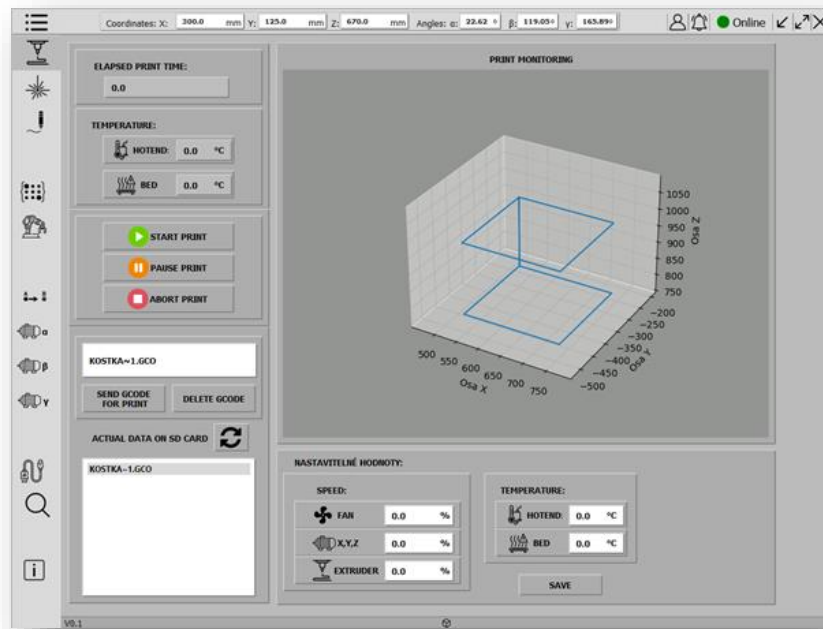 Coordinates: X: 300.0 mm Y: 125.0 mm Z: 670.0 mm Angles: α: 22.62 ° β: 119.05° γ: 165.89° Online
ELAPSED PRINT TIME:
0.0
TEMPERATURE:
HOTEND: 0.0 °C
BED 0.0 °C
START PRINT
PAUSE PRINT
ABORT PRINT
KOSTKA~1.GCO
SEND GCODE
FOR PRINT
DELETE GCODE
ACTUAL DATA ON SD CARD
KOSTKA~1.GCO
α
β
γ
i
PRINT MONITORING
1050
1000
950
900
850
800
750
Osa Z
−200
−250
−300
−350
−400
−450
−500
Osa Y
500
550
600
650
700
750
Osa X
NASTAVITELNÉ HODNOTY:
SPEED:
FAN 0.0 %
X,Y,Z 0.0 %
EXTRUDER 0.0 %
TEMPERATURE:
HOTEND: 0.0 °C
BED 0.0 °C
SAVE
V0.1